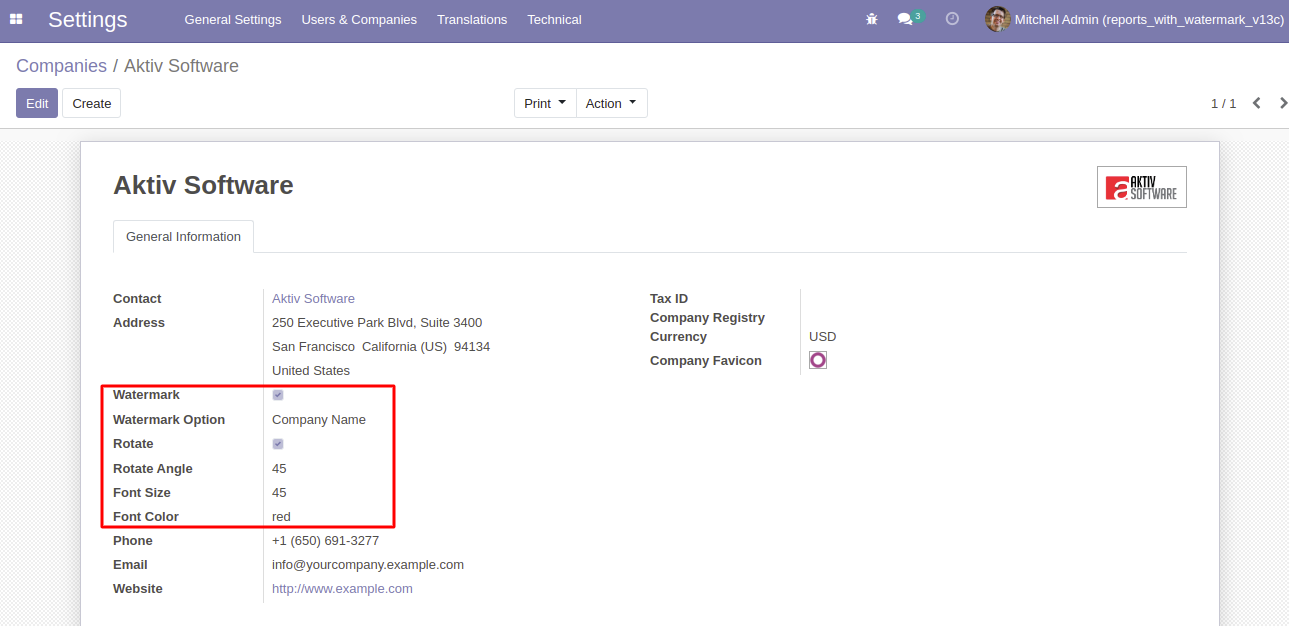 Settings General Settings Users & Companies Translations Technical 3 Mitchell Admin (reports_with_watermark_v13c)
Companies / Aktiv Software
Edit Create Print Action 1 / 1
Aktiv Software
a AKTIV
SOFTWARE
General Information
Contact Aktiv Software
Address 250 Executive Park Blvd, Suite 3400
San Francisco California (US) 94134
United States
Watermark
Watermark Option Company Name
Rotate
Rotate Angle 45
Font Size 45
Font Color red
Phone +1 (650) 691-3277
Email info@yourcompany.example.com
Website http://www.example.com
Tax ID
Company Registry
Currency USD
Company Favicon